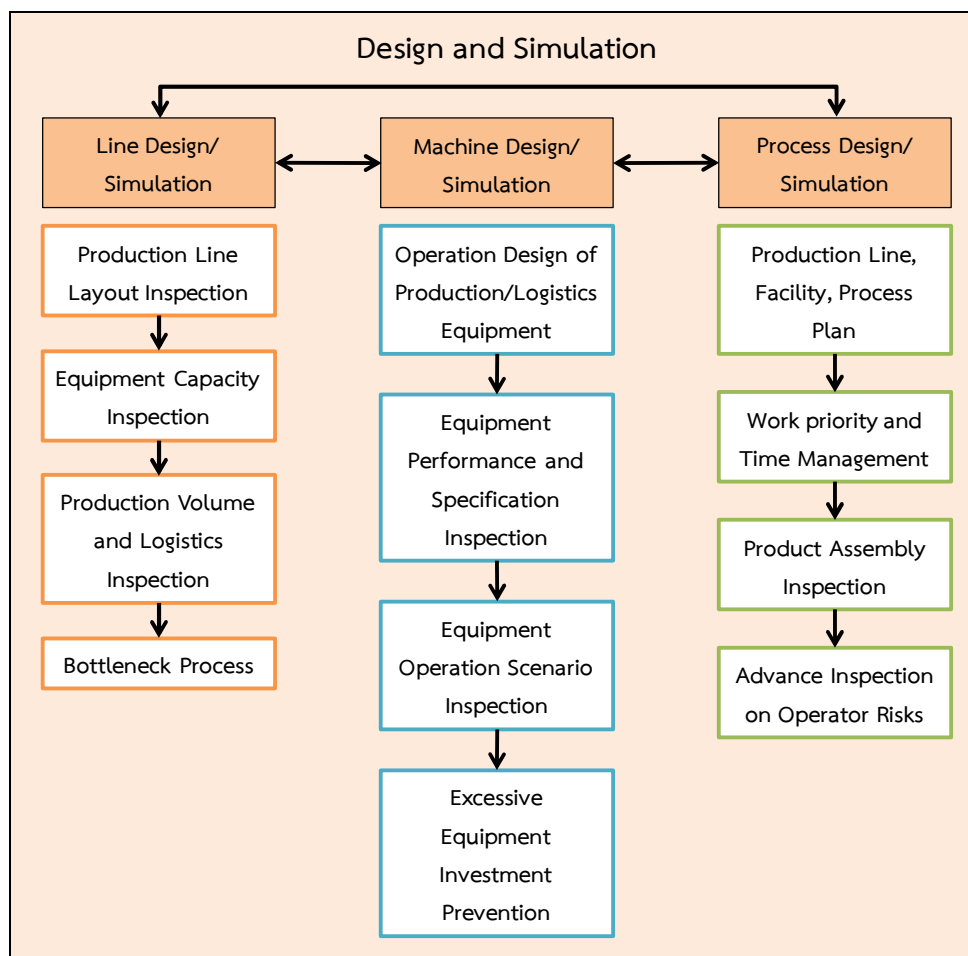 Design and Simulation
Line Design/
Simulation
Machine Design/
Simulation
Process Design/
Simulation
Production Line
Layout Inspection
Equipment Capacity
Inspection
Production Volume
and Logistics
Inspection
Bottleneck Process
Operation Design of
Production/Logistics
Equipment
Equipment
Performance and
Specification
Inspection
Equipment
Operation Scenario
Inspection
Excessive
Equipment
Investment
Prevention
Production Line,
Facility, Process
Plan
Work priority and
Time Management
Product Assembly
Inspection
Advance Inspection
on Operator Risks